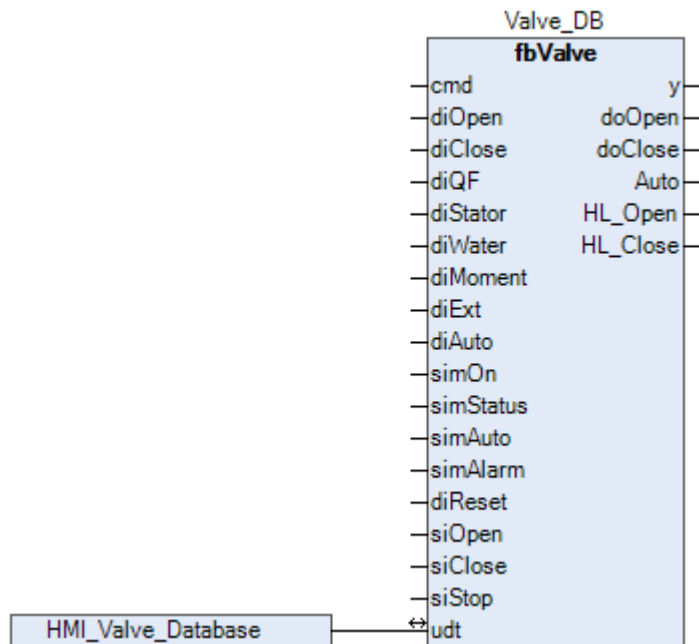 Valve_DB
fbValve
cmd y
diOpen doOpen
diClose doClose
diQF Auto
diStator HL_Open
diWater HL_Close
diMoment
diExt
diAuto
simOn
simStatus
simAuto
simAlarm
diReset
siOpen
siClose
siStop
HMI_Valve_Database udt